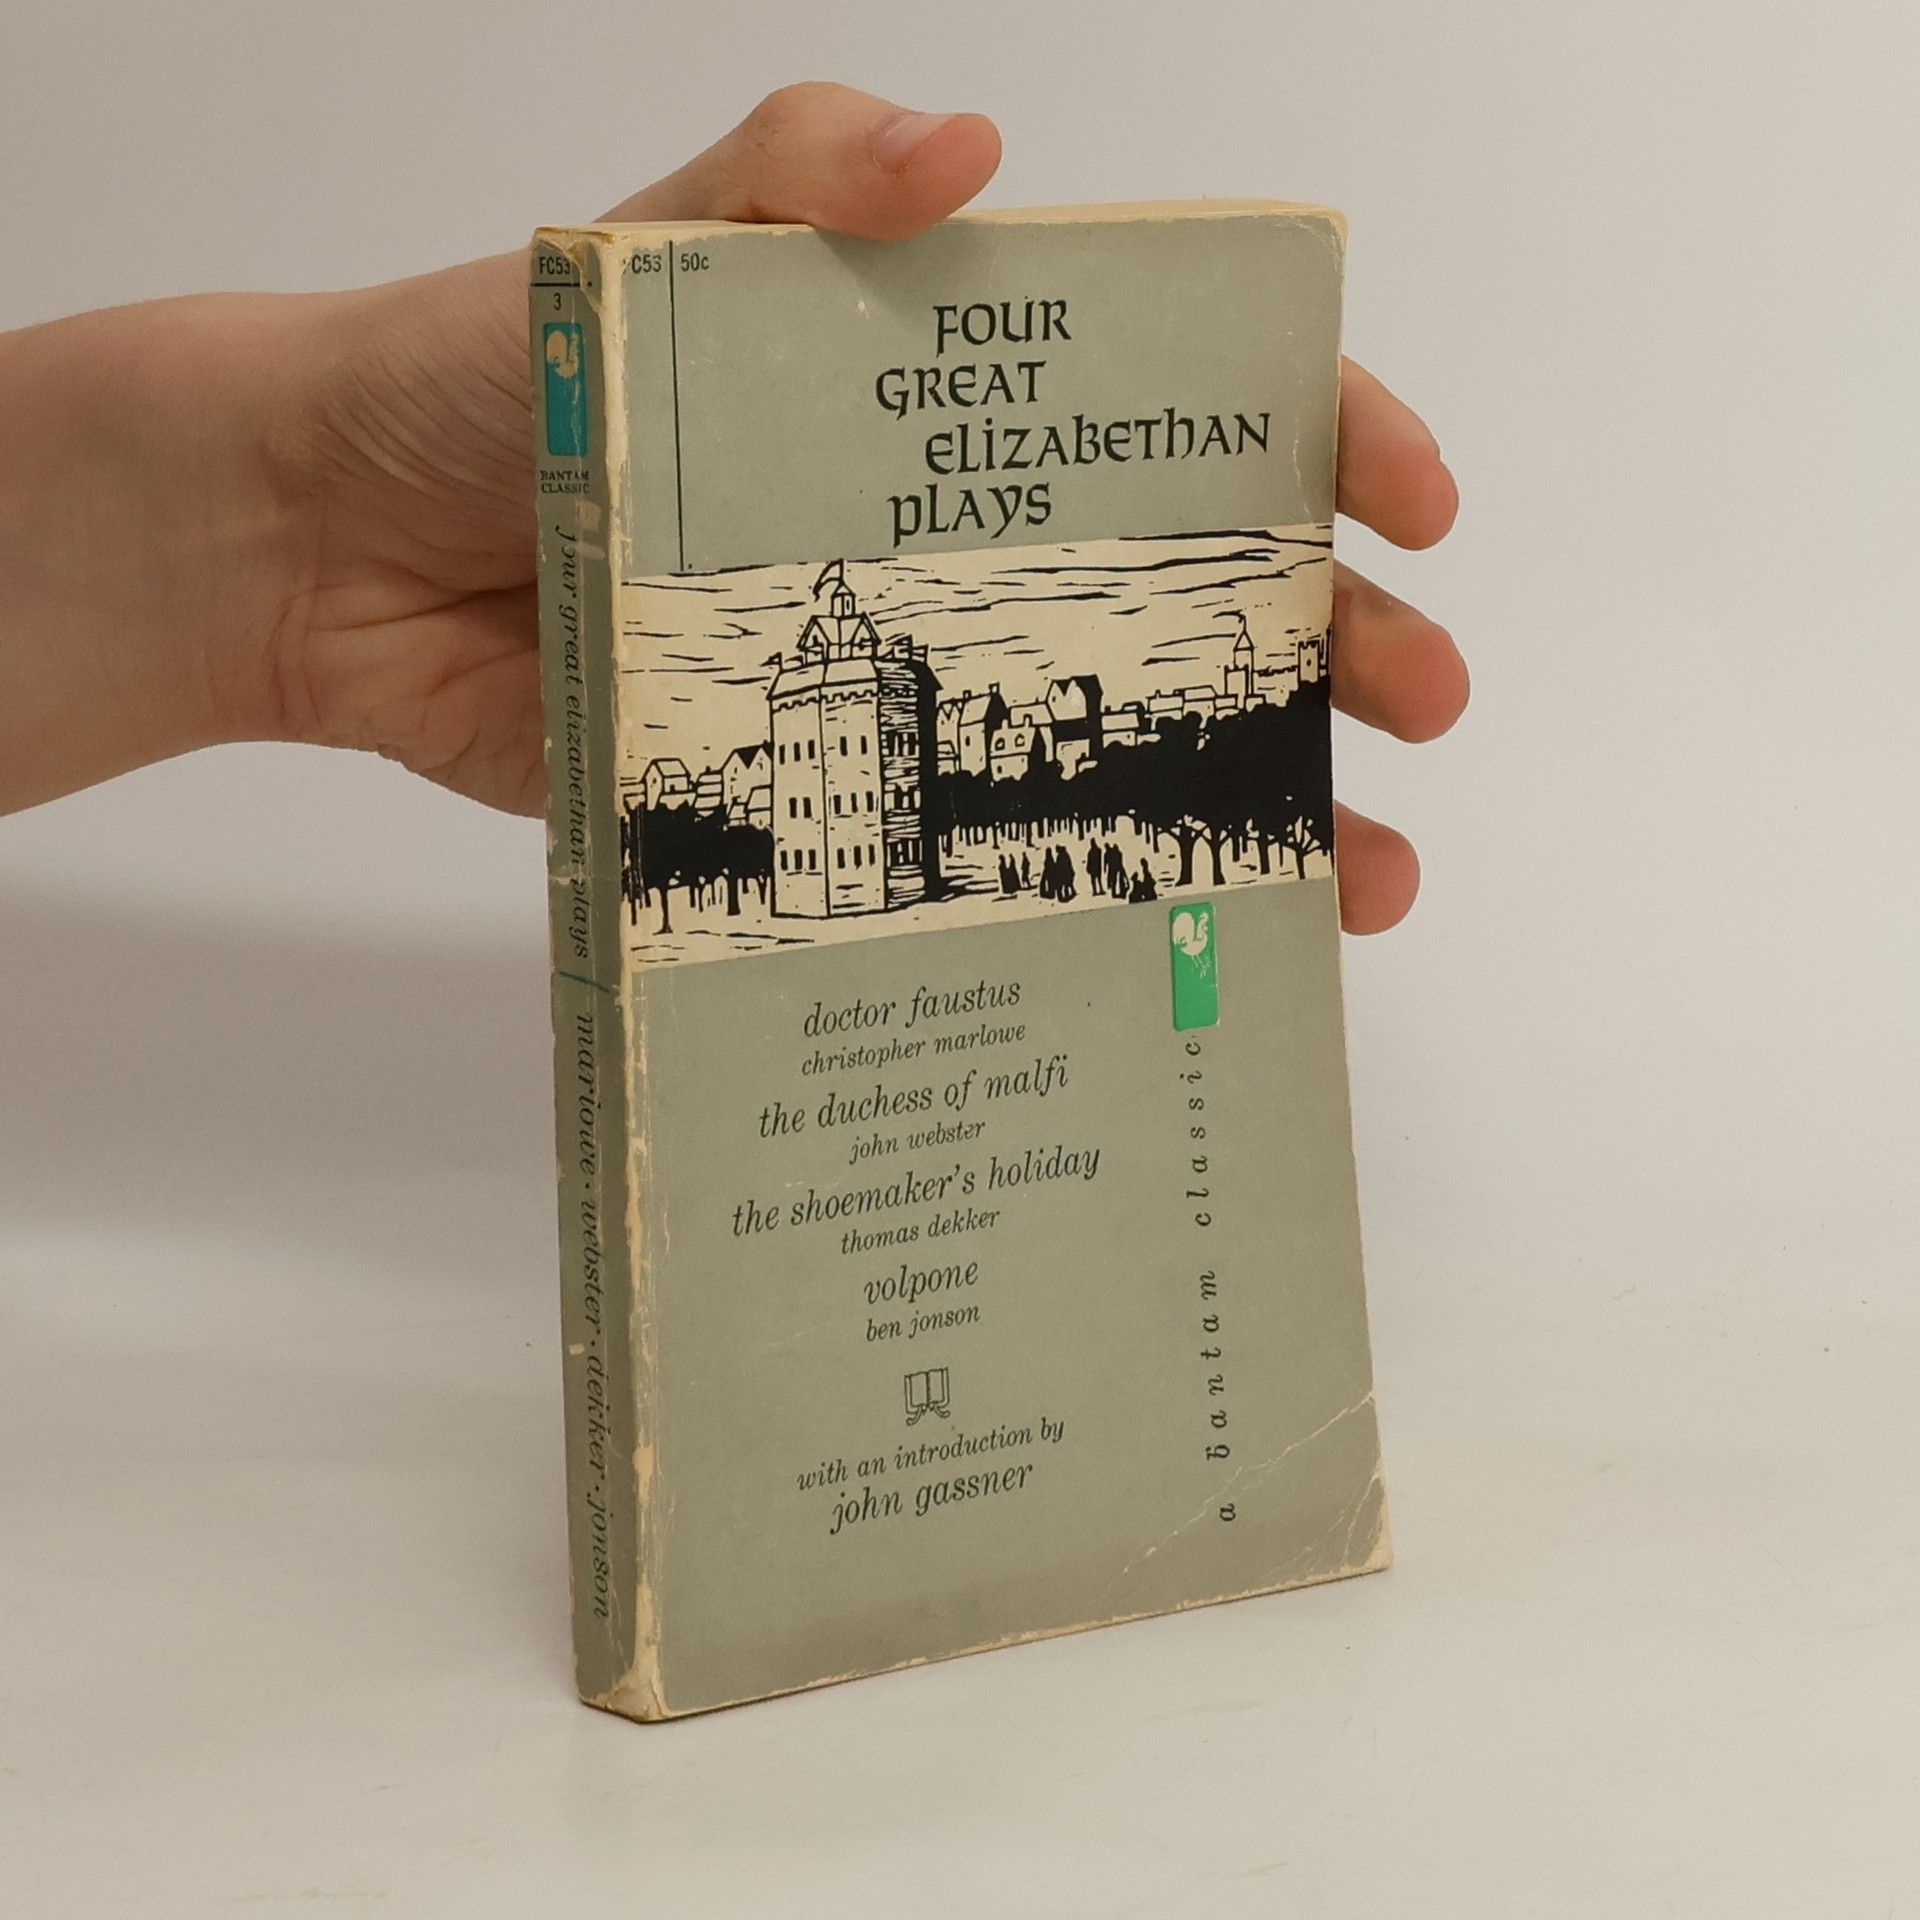 FC53
3
BANTAM
CLASSIC
four great elizabethan plays / marlowe · webster · dekker · jonson
FC53 50c
FOUR
GREAT
ELIZABETHAN
PLAYS
doctor faustus
christopher marlowe
the duchess of malfi
john webster
the shoemaker's holiday
thomas dekker
volpone
ben jonson
with an introduction by
john gassner
a bantam classic